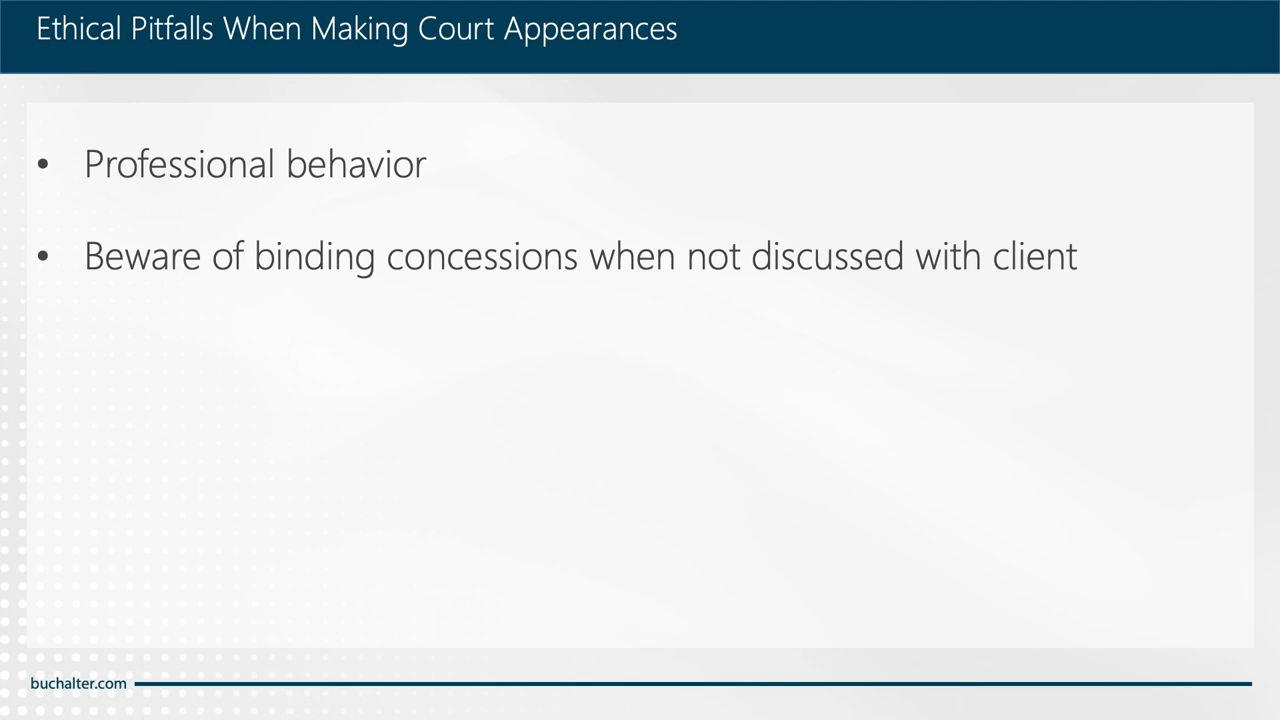 Ethical Pitfalls When Making Court Appearances
• Professional behavior
• Beware of binding concessions when not discussed with client
buchalter.com